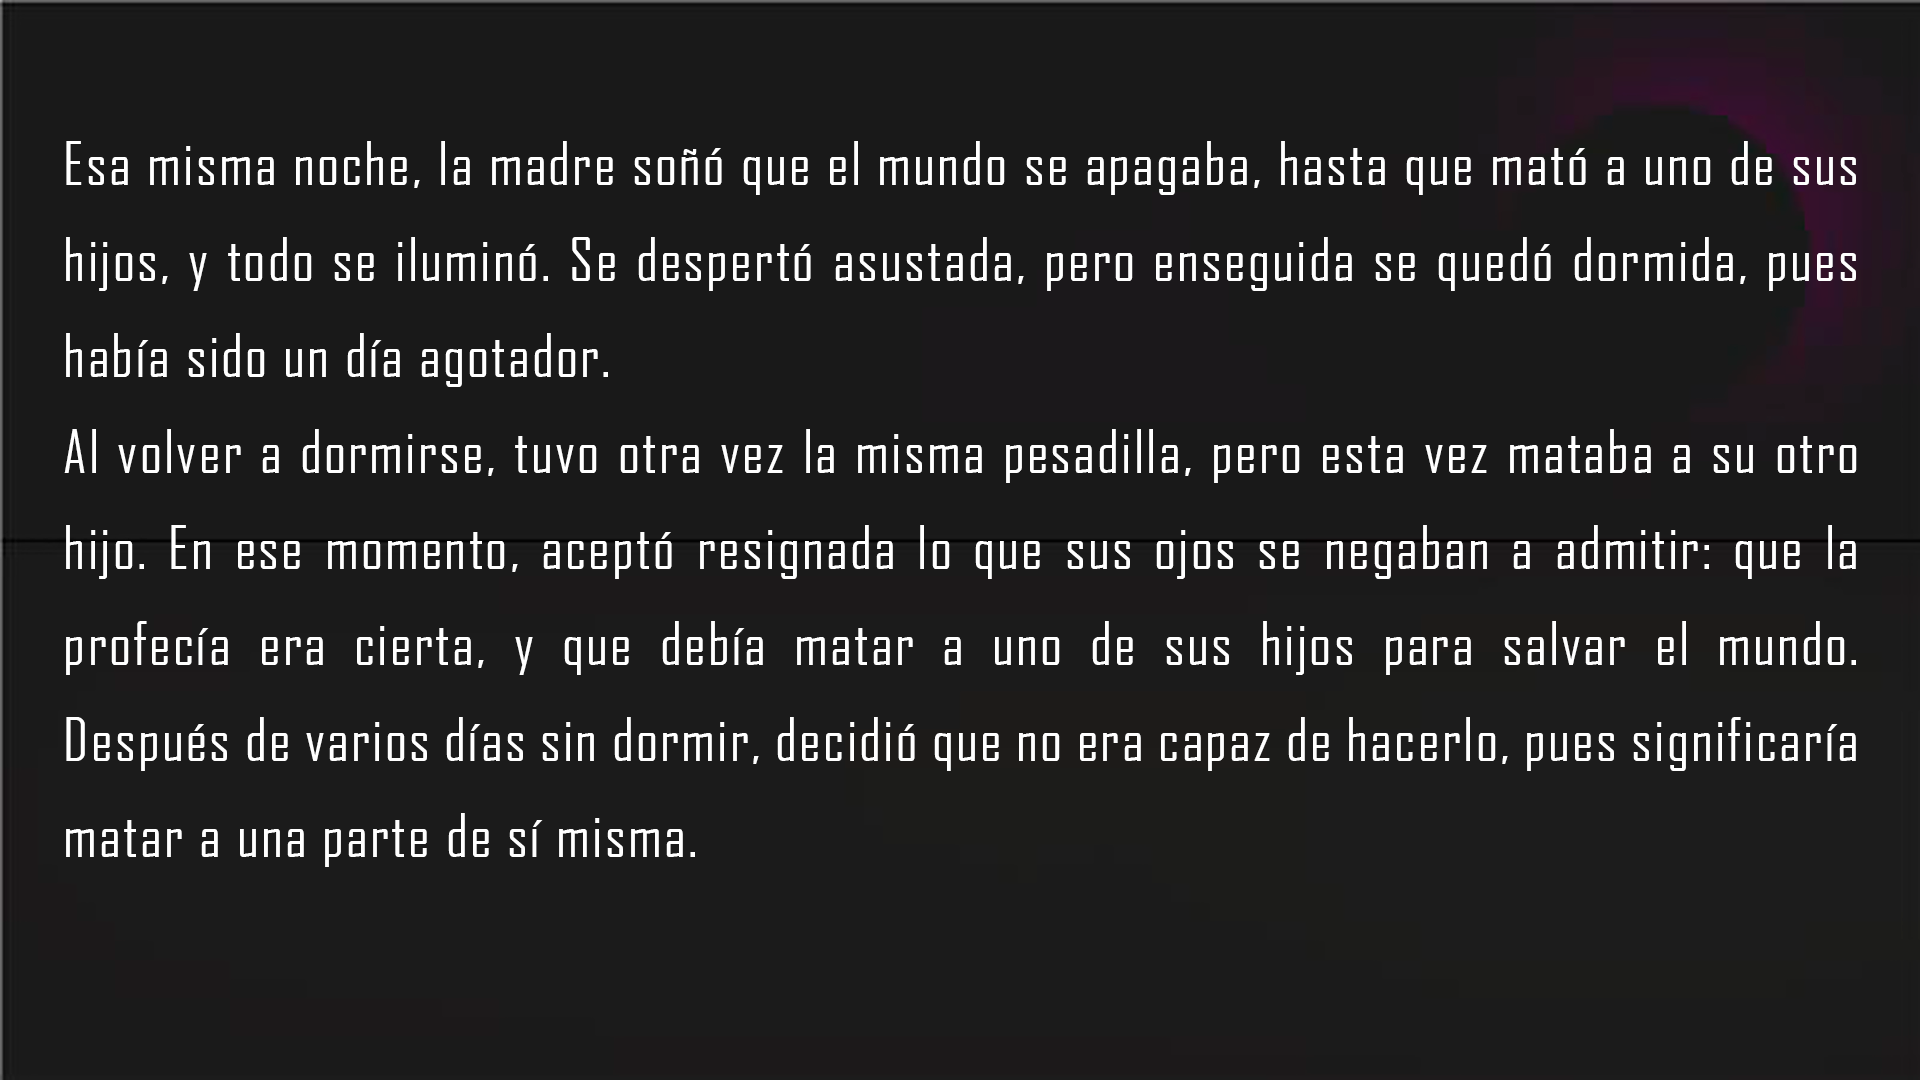 Esa misma noche, la madre soñó que el mundo se apagaba, hasta que mató a uno de sus
hijos, y todo se iluminó. Se despertó asustada, pero enseguida se quedó dormida, pues
había sido un día agotador.
Al volver a dormirse, tuvo otra vez la misma pesadilla, pero esta vez mataba a su otro
hijo. En ese momento, aceptó resignada lo que sus ojos se negaban a admitir: que la
profecía era cierta, y que debía matar a uno de sus hijos para salvar el mundo.
Después de varios días sin dormir, decidió que no era capaz de hacerlo, pues significaría
matar a una parte de sí misma.